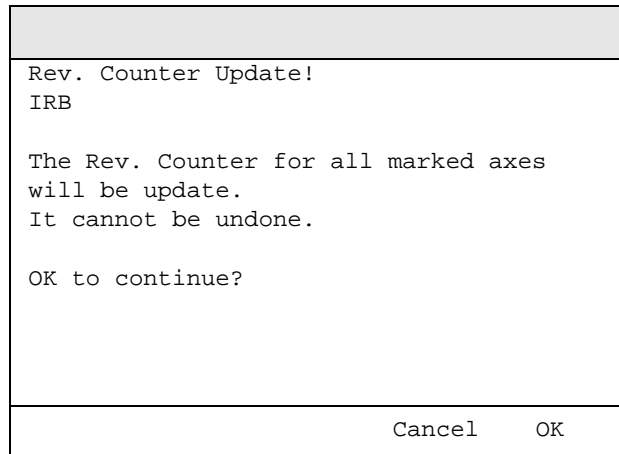 Rev. Counter Update!
IRB
The Rev. Counter for all marked axes
will be update.
It cannot be undone.
OK to continue?
Cancel OK